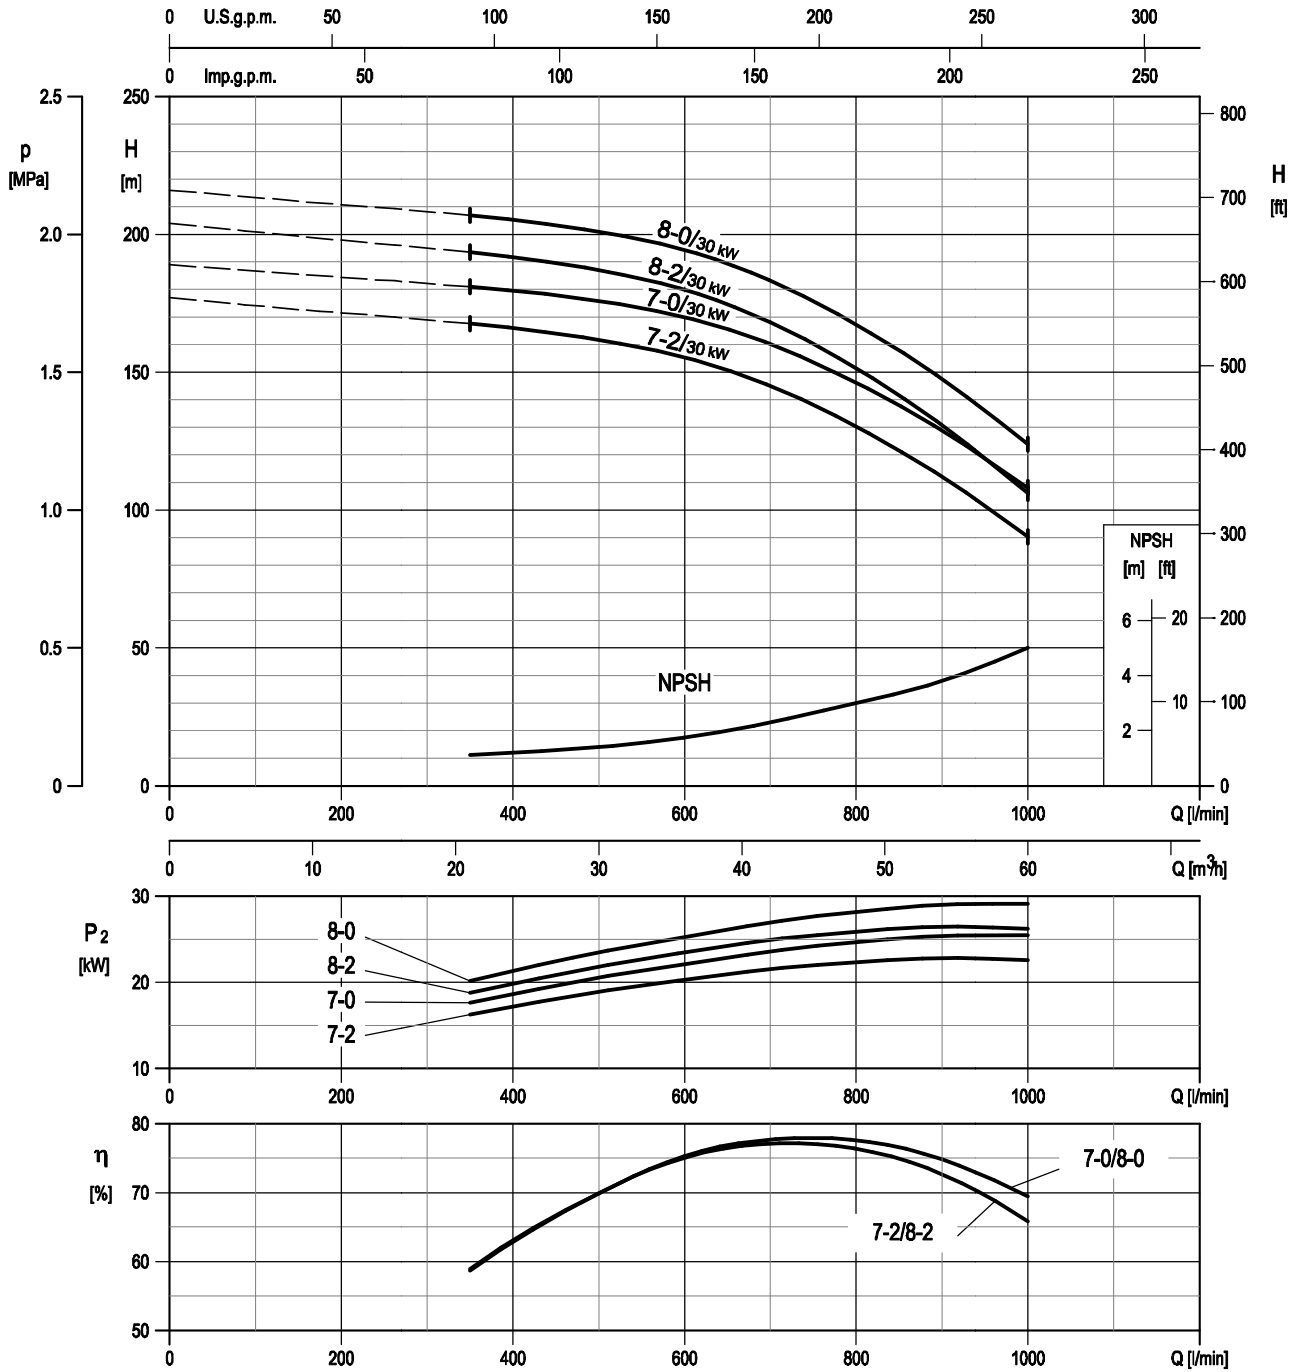 0 U.S.g.p.m. 50 100 150 200 250 300
0 Imp.g.p.m. 50 100 150 200 250
p
[MPa]
2.5
2.0
1.5
1.0
0.5
0
H
[m]
250
200
150
100
50
0
8-0/30 kW
8-2/30 kW
7-0/30 kW
7-2/30 kW
NPSH
H
[ft]
800
700
600
500
400
300
200
100
0
NPSH
[m] [ft]
6 20
4 10
2
0 200 400 600 800 1000 Q [l/min]
0 10 20 30 40 50 60 Q [m³h]
P2
[kW]
30
20
10
8-0
8-2
7-0
7-2
0 200 400 600 800 1000 Q [l/min]
η
[%]
80
70
60
50
7-0/8-0
7-2/8-2
0 200 400 600 800 1000 Q [l/min]